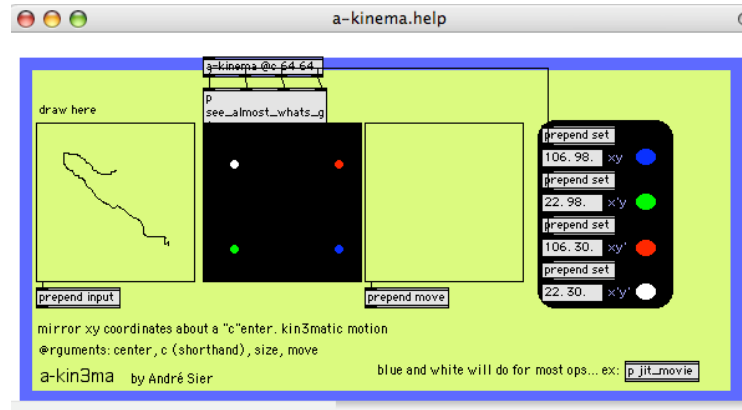 a-kinema.help
a-kinema @c 64 64
p
see_almost_whats_g
draw here
prepend set
106. 98. xy
prepend set
22. 98. x'y
prepend set
106. 30. xy'
prepend set
22. 30. x'y'
prepend input
prepend move
mirror xy coordinates about a "c"enter. kin3matic motion
@rguments: center, c (shorthand), size, move
a-kin3ma by André Sier
blue and white will do for most ops... ex: p jit_movie